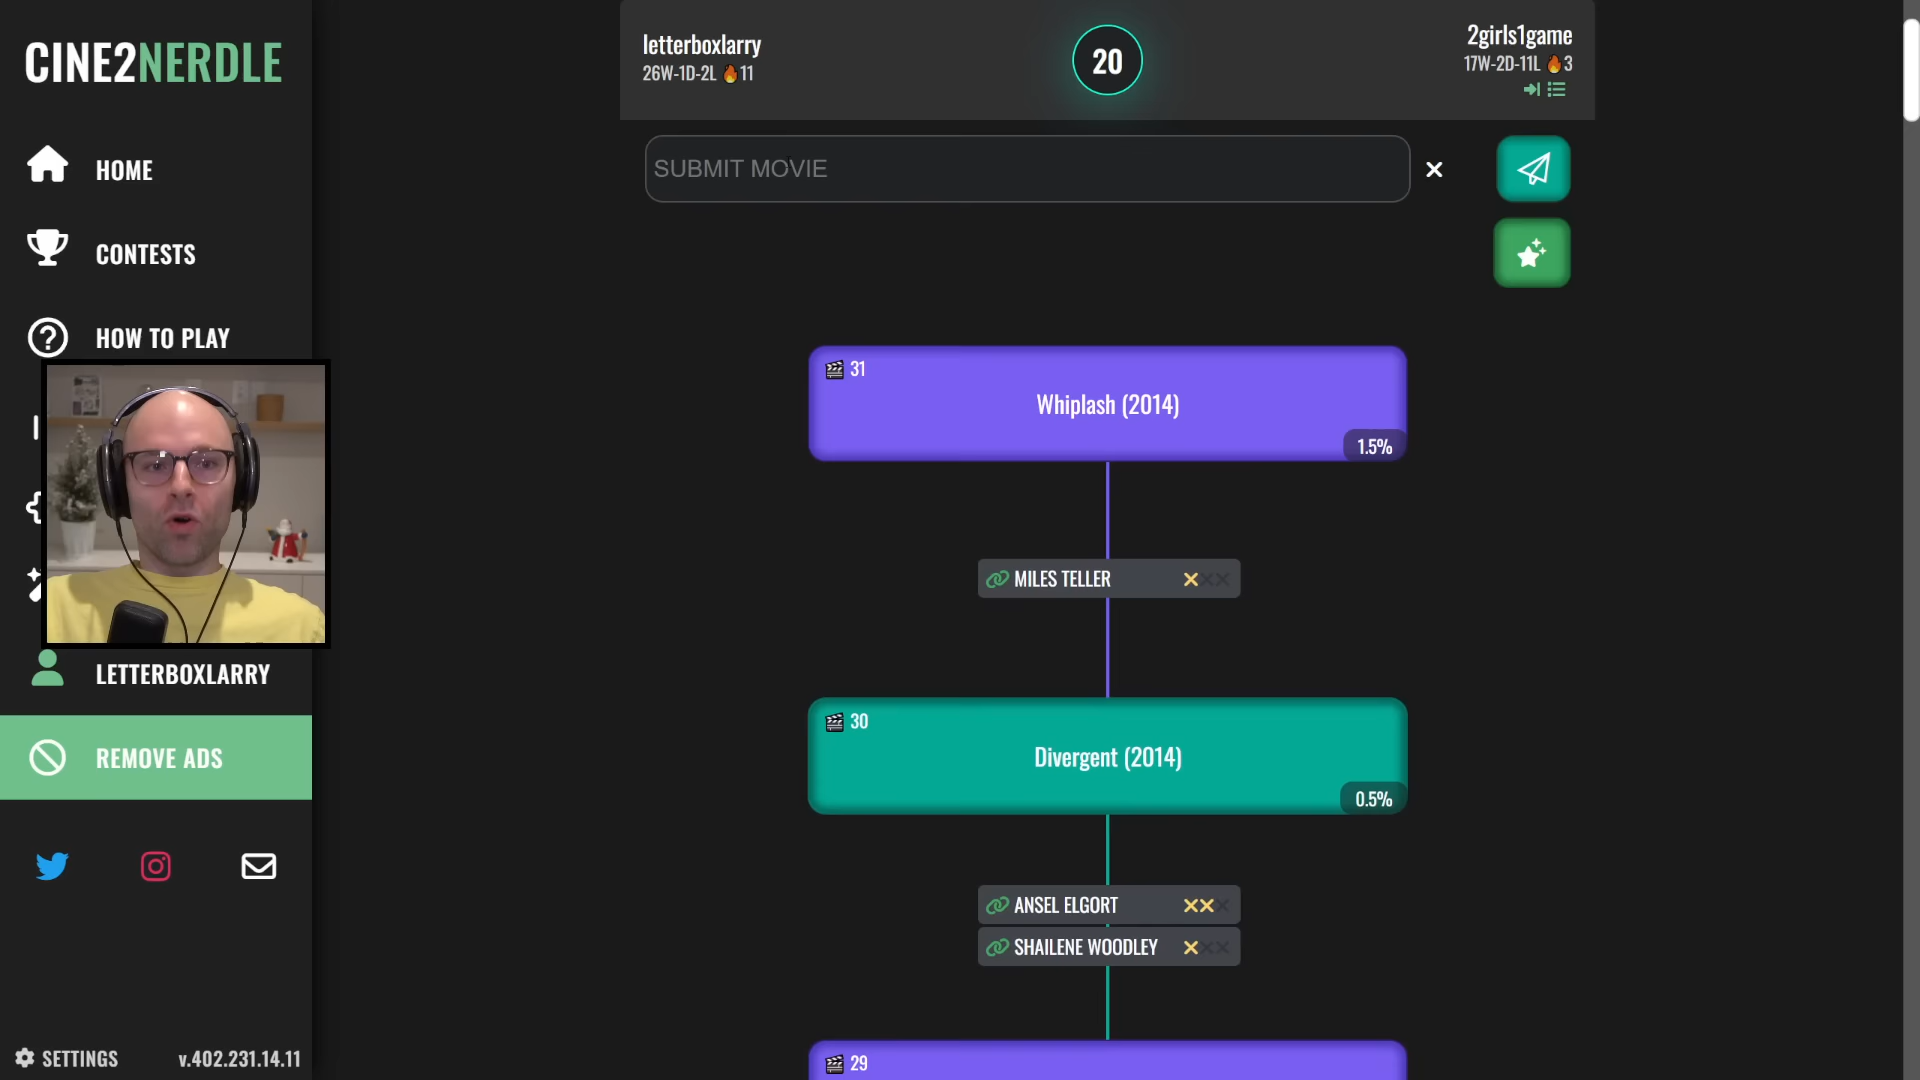 CINE2NERDLE
HOME
CONTESTS
HOW TO PLAY
LETTERBOXLARRY
REMOVE ADS
SETTINGS
v.402.231.14.11
letterboxlarry
26W-1D-2L 🔥11
20
2girls1game
17W-2D-11L 🔥3
SUBMIT MOVIE
31
Whiplash (2014)
1.5%
MILES TELLER
30
Divergent (2014)
0.5%
ANSEL ELGORT
SHAILENE WOODLEY
29